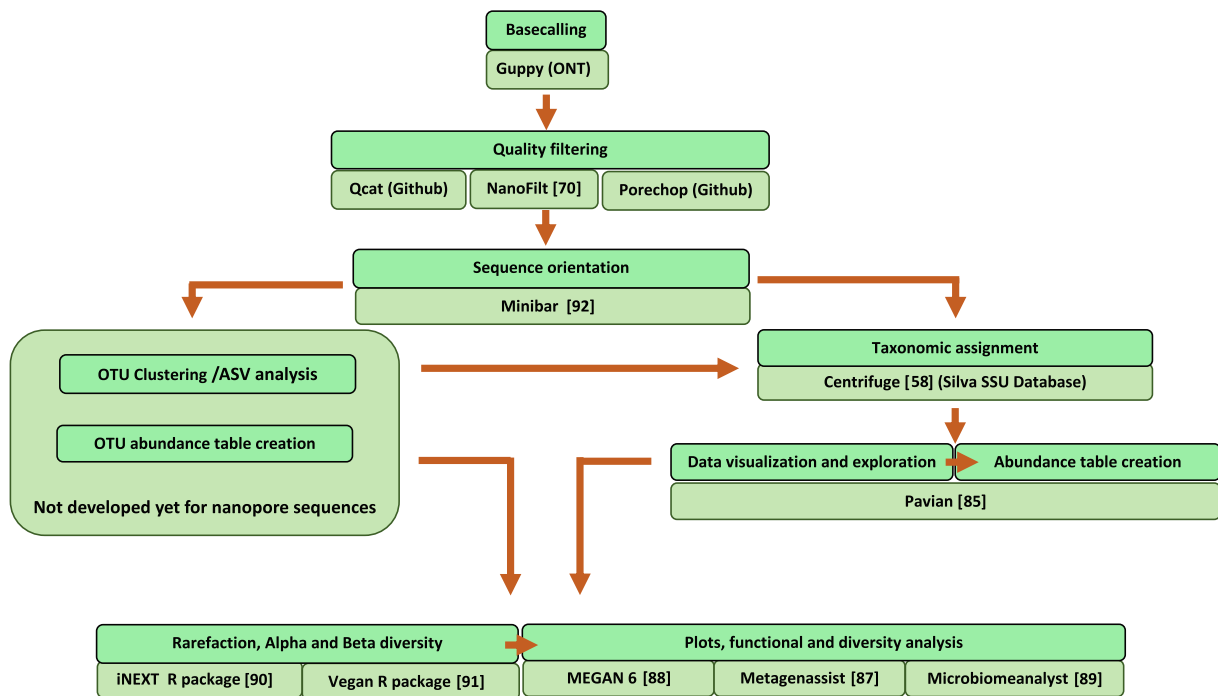 Basecalling
Guppy (ONT)
Quality filtering
Qcat (Github)
NanoFilt [70]
Porechop (Github)
Sequence orientation
Minibar [92]
OTU Clustering /ASV analysis
OTU abundance table creation
Not developed yet for nanopore sequences
Taxonomic assignment
Centrifuge [58] (Silva SSU Database)
Data visualization and exploration
Abundance table creation
Pavian [85]
Rarefaction, Alpha and Beta diversity
iNEXT R package [90]
Vegan R package [91]
Plots, functional and diversity analysis
MEGAN 6 [88]
Metagenassist [87]
Microbiomeanalyst [89]